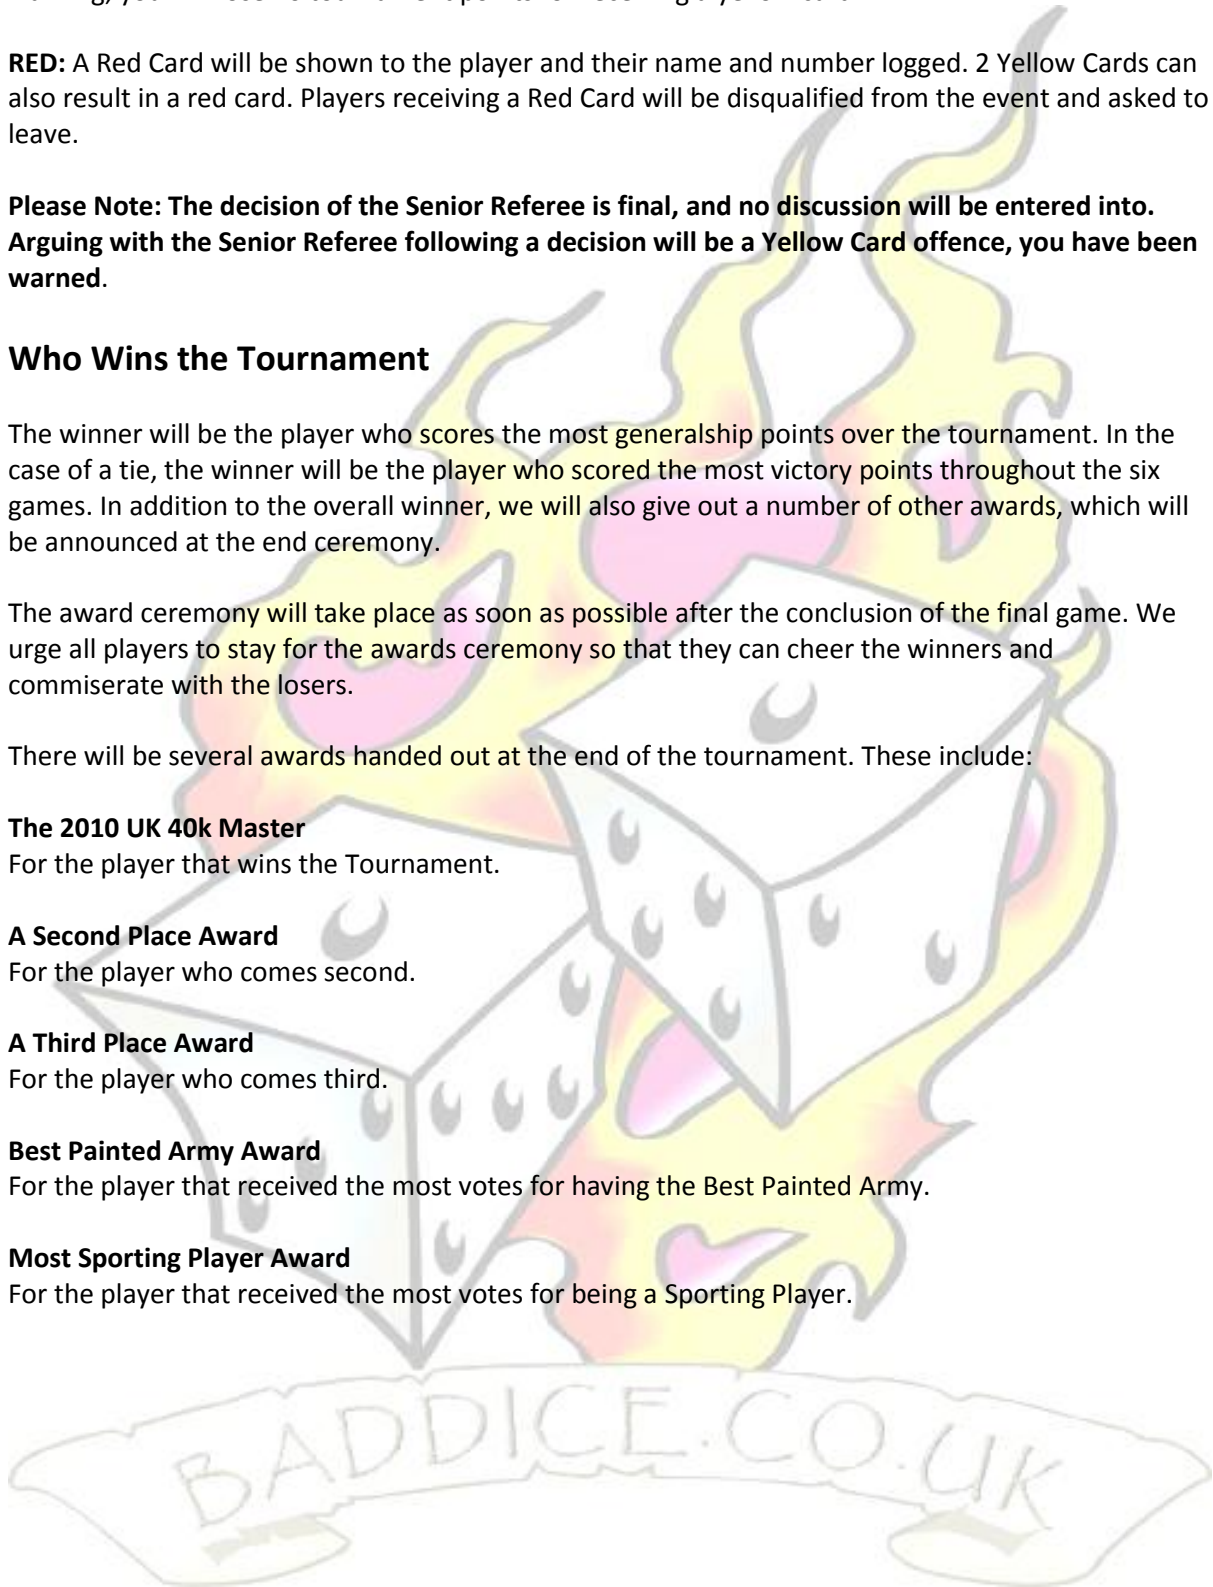 RED: A Red Card will be shown to the player and their name and number logged. 2 Yellow Cards can
also result in a red card. Players receiving a Red Card will be disqualified from the event and asked to
leave.
Please Note: The decision of the Senior Referee is final, and no discussion will be entered into.
Arguing with the Senior Referee following a decision will be a Yellow Card offence, you have been
warned.
Who Wins the Tournament
The winner will be the player who scores the most generalship points over the tournament. In the
case of a tie, the winner will be the player who scored the most victory points throughout the six
games. In addition to the overall winner, we will also give out a number of other awards, which will
be announced at the end ceremony.
The award ceremony will take place as soon as possible after the conclusion of the final game. We
urge all players to stay for the awards ceremony so that they can cheer the winners and
commiserate with the losers.
There will be several awards handed out at the end of the tournament. These include:
The 2010 UK 40k Master
For the player that wins the Tournament.
A Second Place Award
For the player who comes second.
A Third Place Award
For the player who comes third.
Best Painted Army Award
For the player that received the most votes for having the Best Painted Army.
Most Sporting Player Award
For the player that received the most votes for being a Sporting Player.
BADDICE.CO.UK